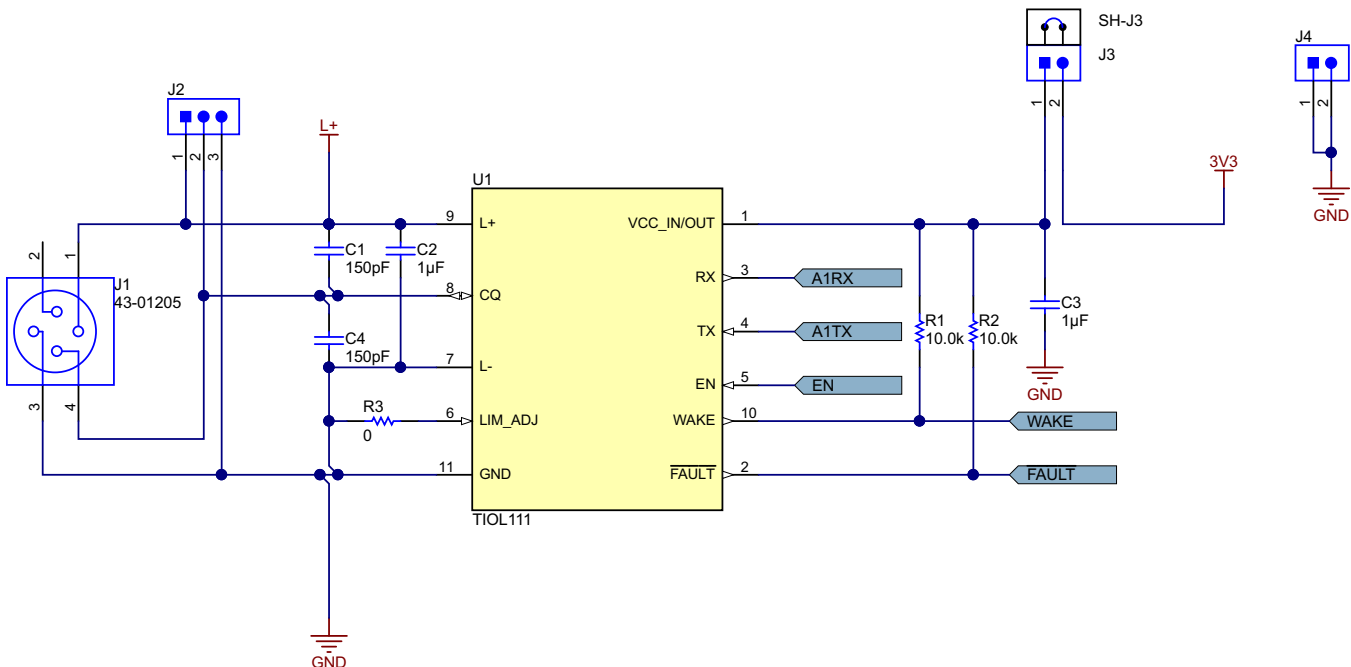 SH-J3
J3
1
2
J4
1
2
GND
J2
1
2
3
L+
3V3
U1
9
L+
VCC_IN/OUT
1
C1
150pF
C2
1µF
2
1
J1
43-01205
8
CQ
RX
3
A1RX
C3
1µF
C4
150pF
TX
4
A1TX
R1
10.0k
R2
10.0k
7
L-
EN
5
EN
GND
3
4
R3
0
6
LIM_ADJ
WAKE
10
WAKE
11
GND
FAULT
2
FAULT
TIOL111
GND